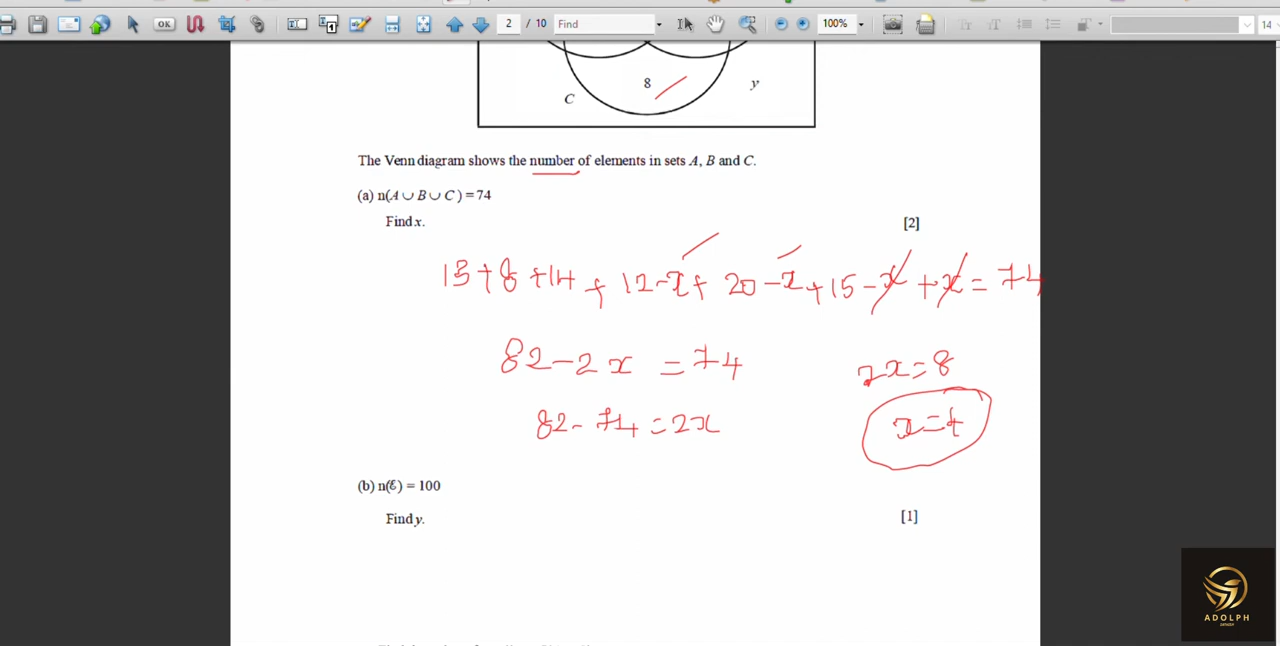 2 / 10 Find 100% 14
8
y
C
The Venn diagram shows the number of elements in sets A, B and C.
(a) n(A ∪ B ∪ C) = 74
Find x.
[2]
13 + 8 + 14 + 12 - x + 20 - x + 15 - x + x = 74
82 - 2x = 74
2x = 8
82 - 74 = 2x
x = 4
(b) n(ℰ) = 100
Find y.
[1]
ADOLPH